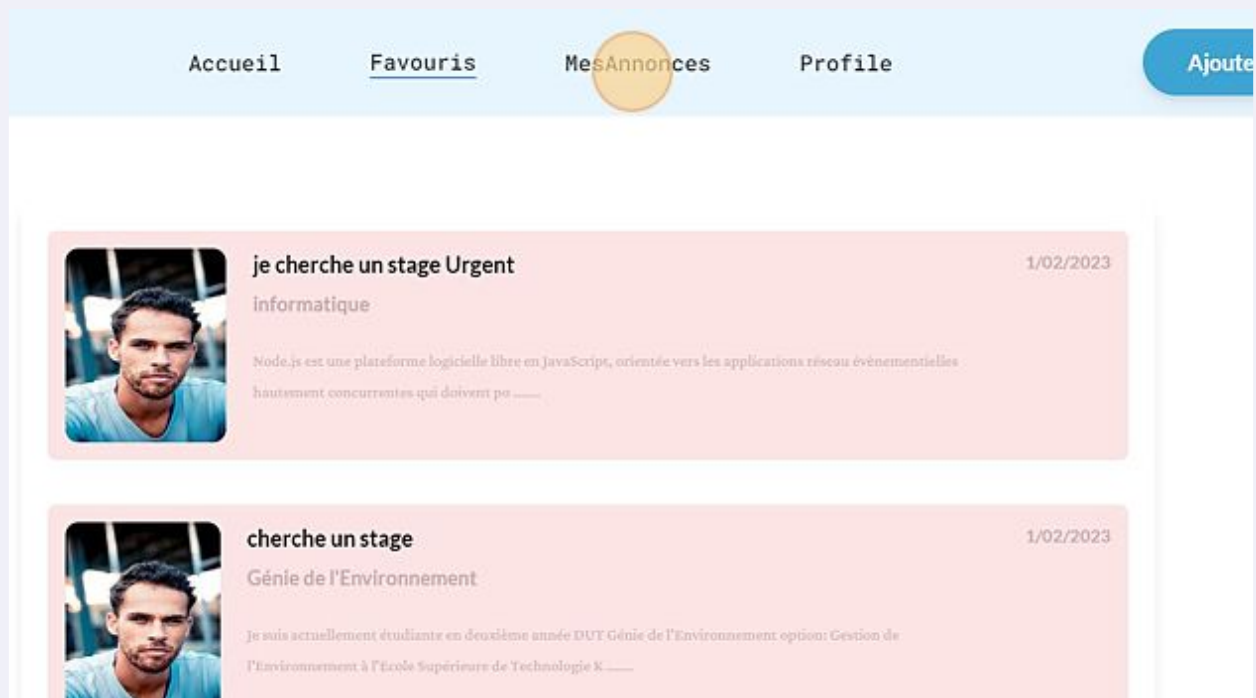 Accueil Favouris MesAnnonces Profile Ajoute
je cherche un stage Urgent 1/02/2023
informatique
Node.js est une plateforme logicielle libre en JavaScript, orientée vers les applications réseau évènementielles
hautement concurrentes qui doivent po .......
cherche un stage 1/02/2023
Génie de l'Environnement
Je suis actuellement étudiante en deuxième année DUT Génie de l'Environnement option: Gestion de
l'Environnement à l'Ecole Supérieure de Technologie K .......